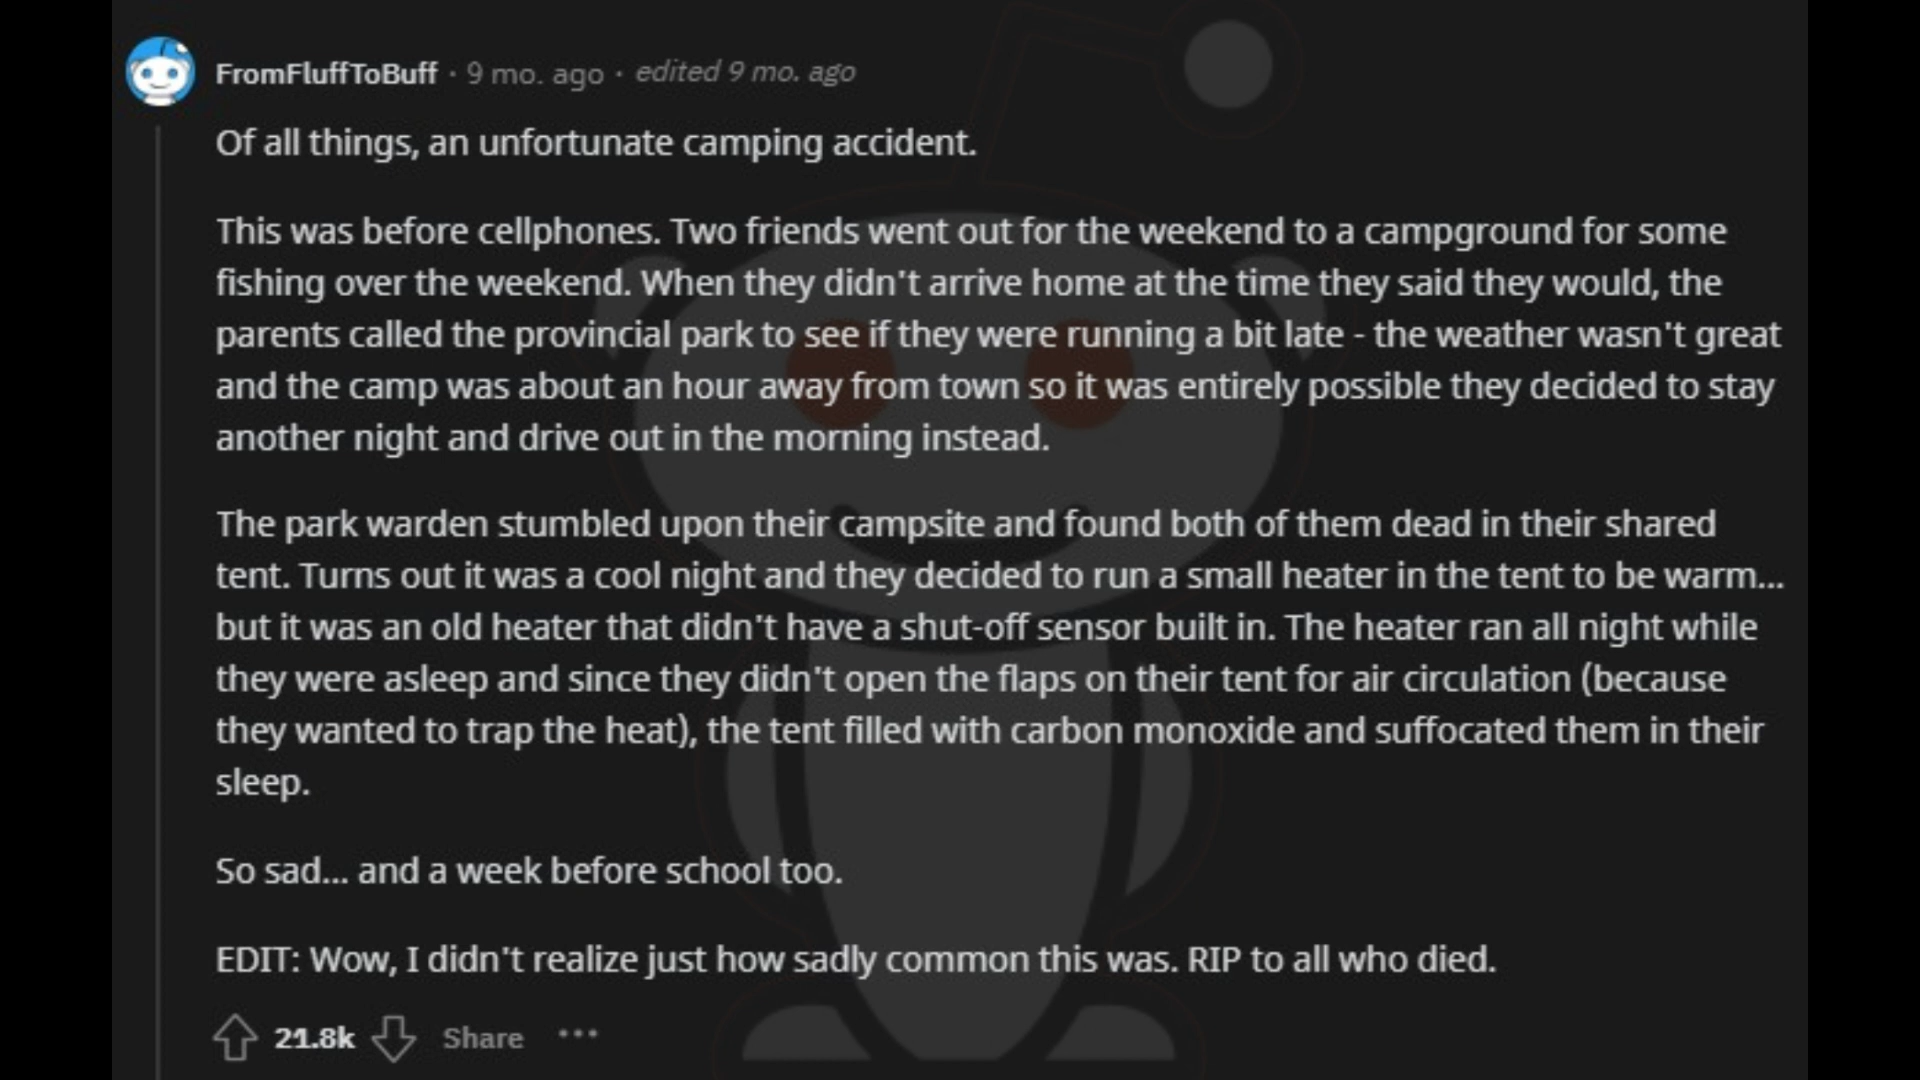 FromFluffToBuff · 9 mo. ago · edited 9 mo. ago
Of all things, an unfortunate camping accident.
This was before cellphones. Two friends went out for the weekend to a campground for some
fishing over the weekend. When they didn't arrive home at the time they said they would, the
parents called the provincial park to see if they were running a bit late - the weather wasn't great
and the camp was about an hour away from town so it was entirely possible they decided to stay
another night and drive out in the morning instead.
The park warden stumbled upon their campsite and found both of them dead in their shared
tent. Turns out it was a cool night and they decided to run a small heater in the tent to be warm...
but it was an old heater that didn't have a shut-off sensor built in. The heater ran all night while
they were asleep and since they didn't open the flaps on their tent for air circulation (because
they wanted to trap the heat), the tent filled with carbon monoxide and suffocated them in their
sleep.
So sad... and a week before school too.
EDIT: Wow, I didn't realize just how sadly common this was. RIP to all who died.
21.8k Share ···